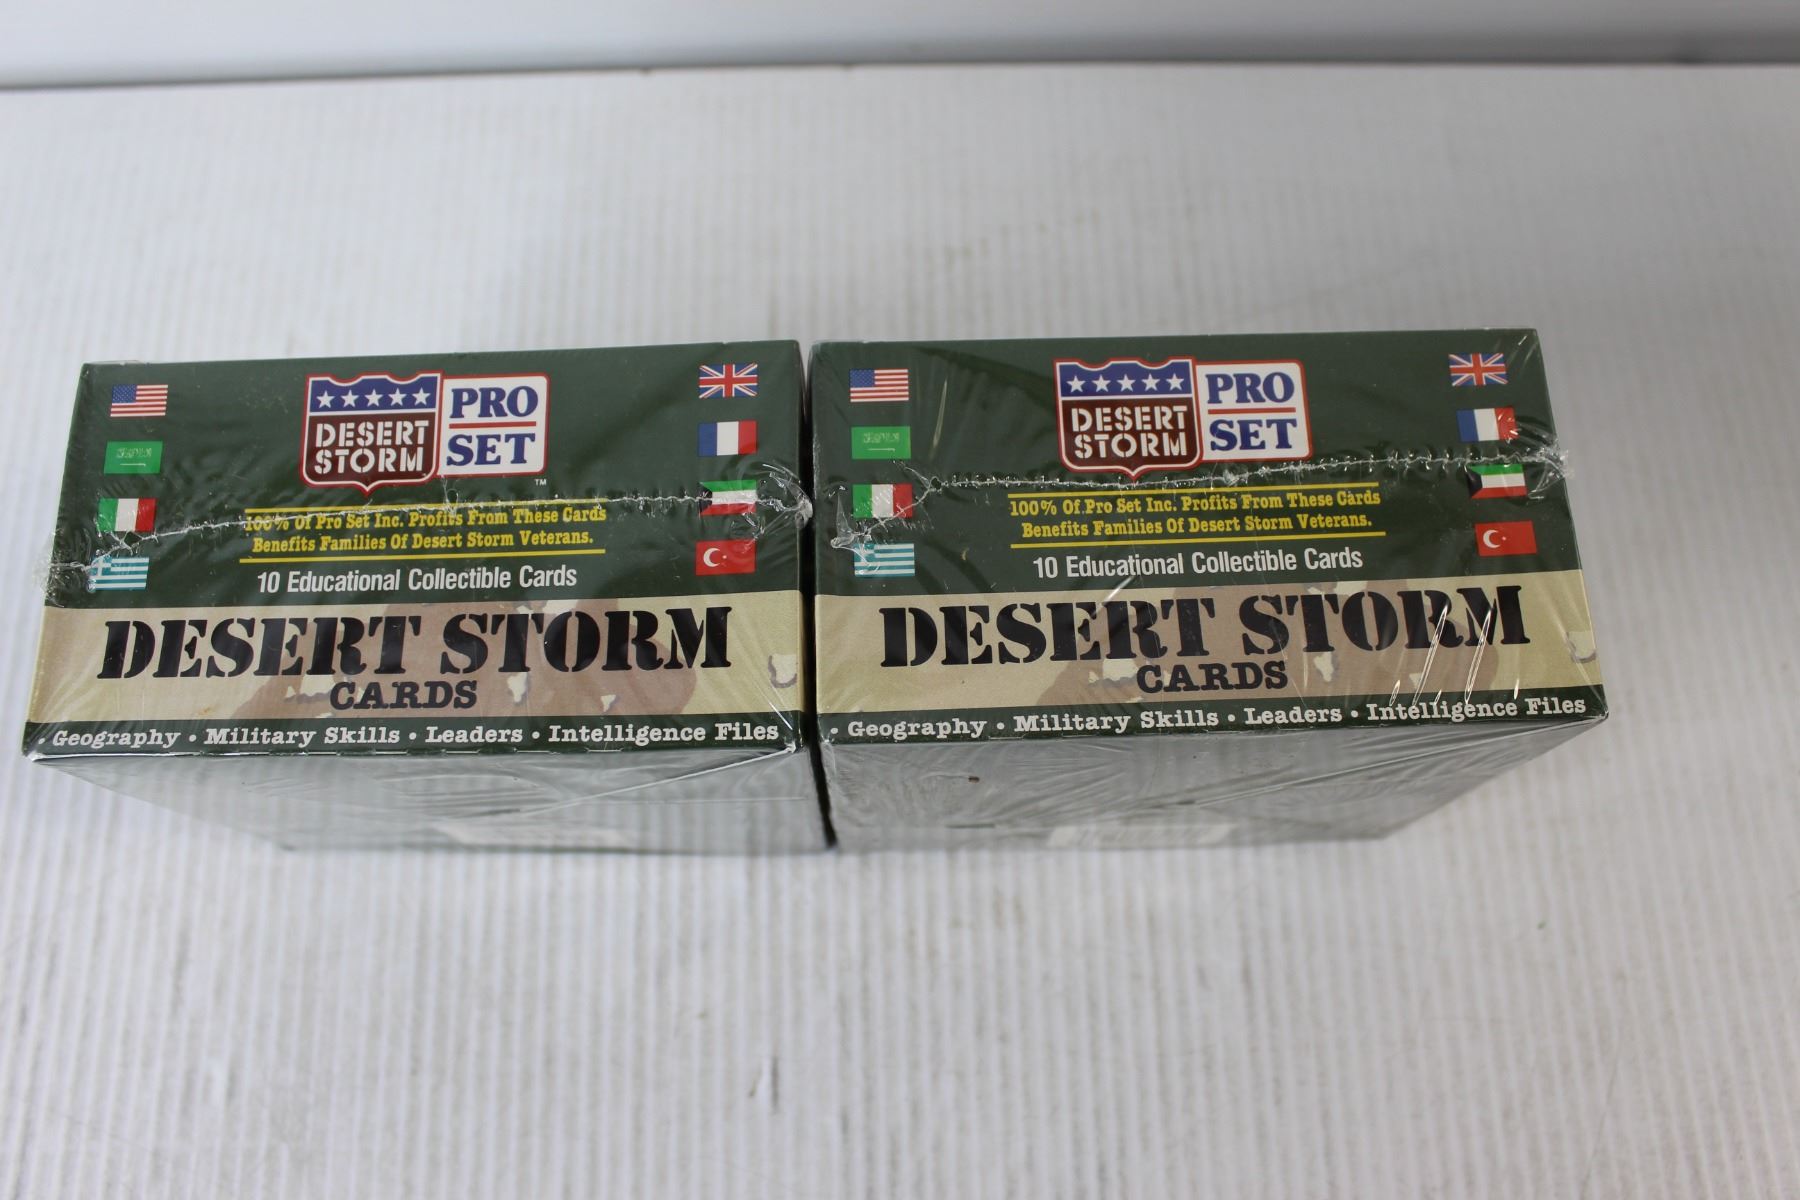 DESERT
STORM
PRO
SET
TM
100% Of Pro Set Inc. Profits From These Cards
Benefits Families Of Desert Storm Veterans.
10 Educational Collectible Cards
DESERT STORM
CARDS
• Geography • Military Skills • Leaders • Intelligence Files
DESERT
STORM
PRO
SET
100% Of Pro Set Inc. Profits From These Cards
Benefits Families Of Desert Storm Veterans.
10 Educational Collectible Cards
DESERT STORM
CARDS
• Geography • Military Skills • Leaders • Intelligence Files